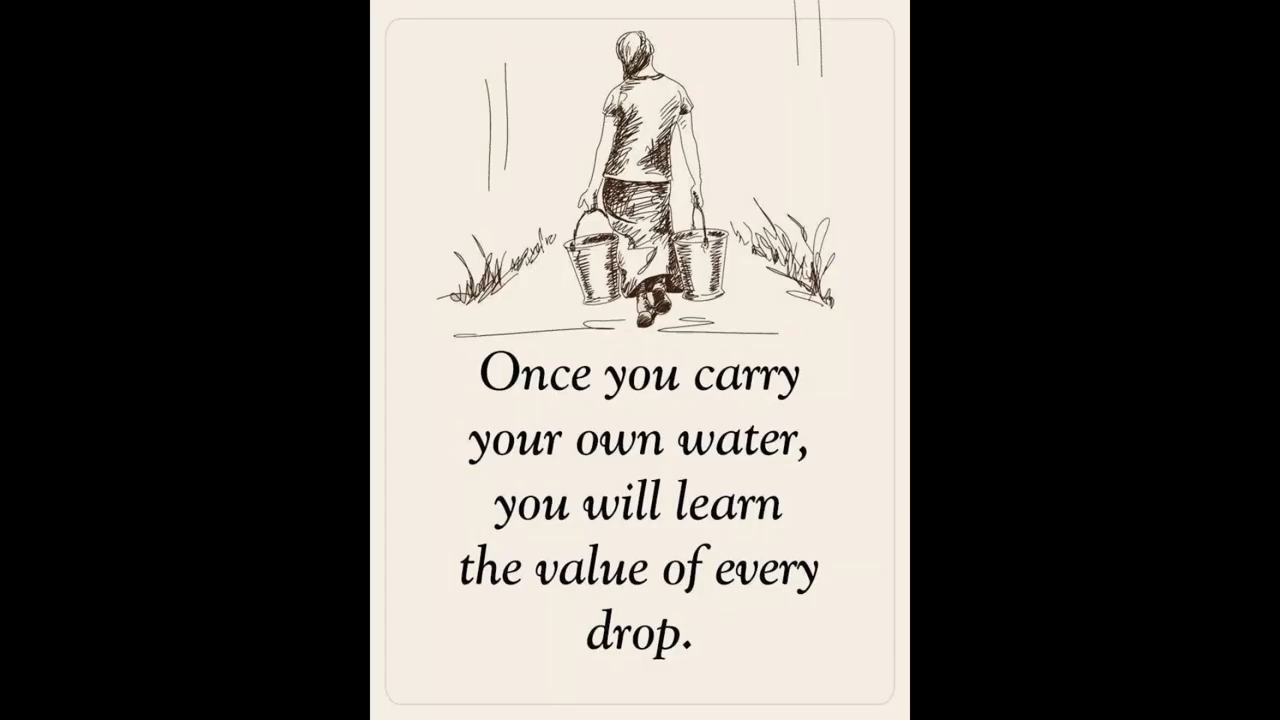 Once you carry
your own water,
you will learn
the value of every
drop.